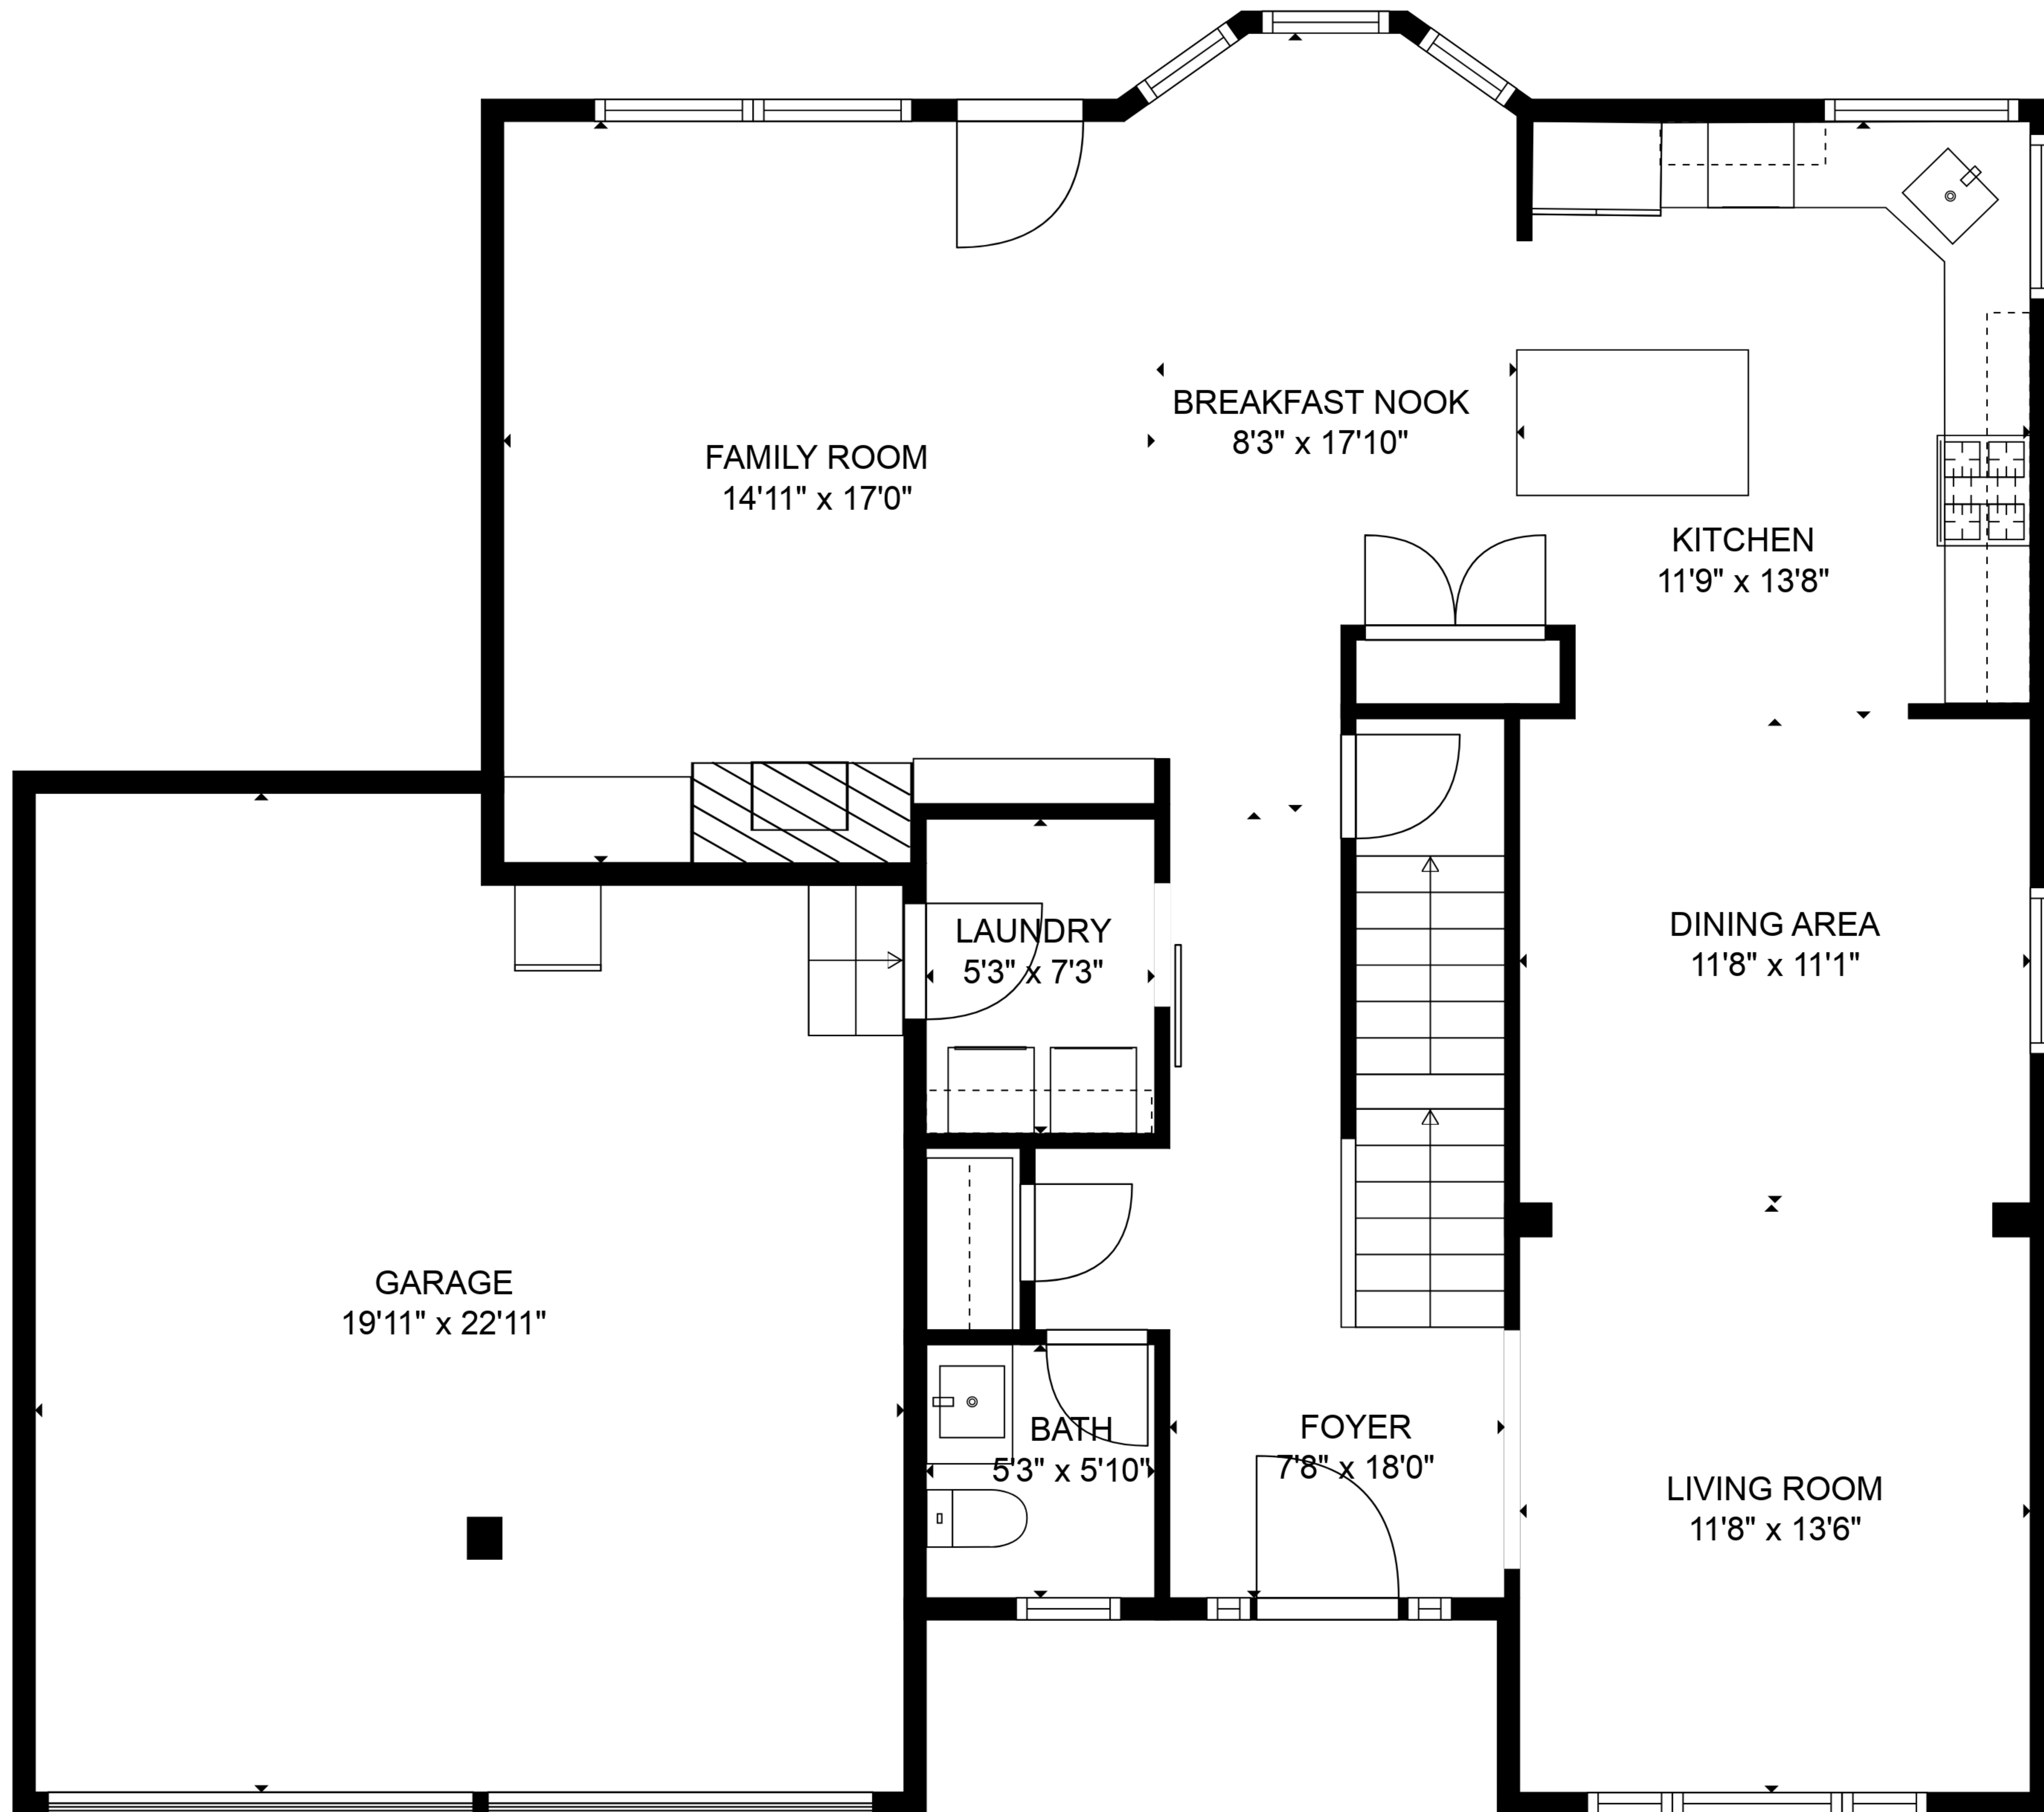 BREAKFAST NOOK
8'3" x 17'10"
FAMILY ROOM
14'11" x 17'0"
KITCHEN
11'9" x 13'8"
LAUNDRY
5'3" x 7'3"
DINING AREA
11'8" x 11'1"
GARAGE
19'11" x 22'11"
BATH
5'3" x 5'10"
FOYER
7'8" x 18'0"
LIVING ROOM
11'8" x 13'6"